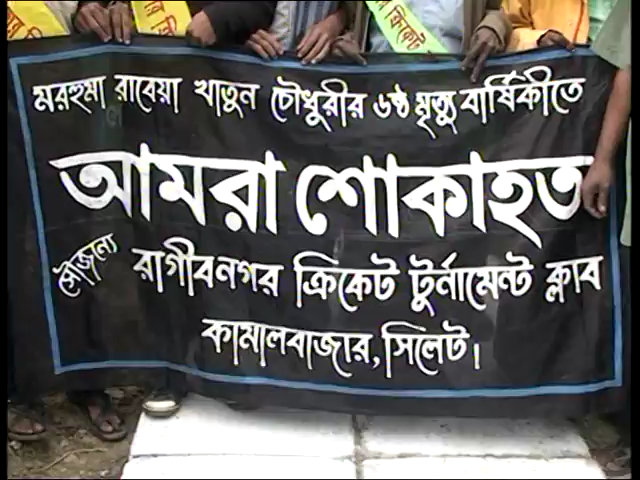 মরহুমা রাবেয়া খাতুন চৌধুরীর ৬ষ্ঠ মৃত্যু বার্ষিকীতে
আমরা শোকাহত
সৌজন্যে রাগীবনগর ক্রিকেট টুর্নামেন্ট ক্লাব
কামালবাজার, সিলেট।